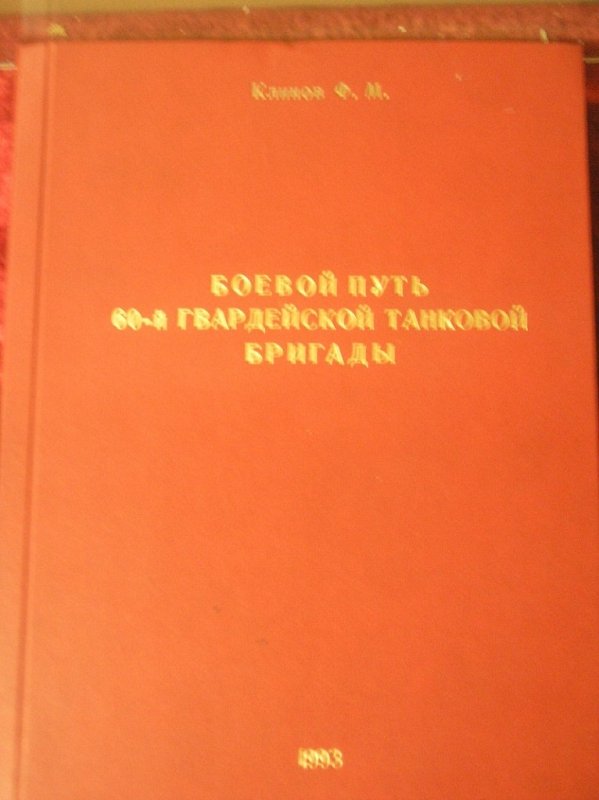 Климов Ф. М.
БОЕВОЙ ПУТЬ
60-й ГВАРДЕЙСКОЙ ТАНКОВОЙ
БРИГАДЫ
1993